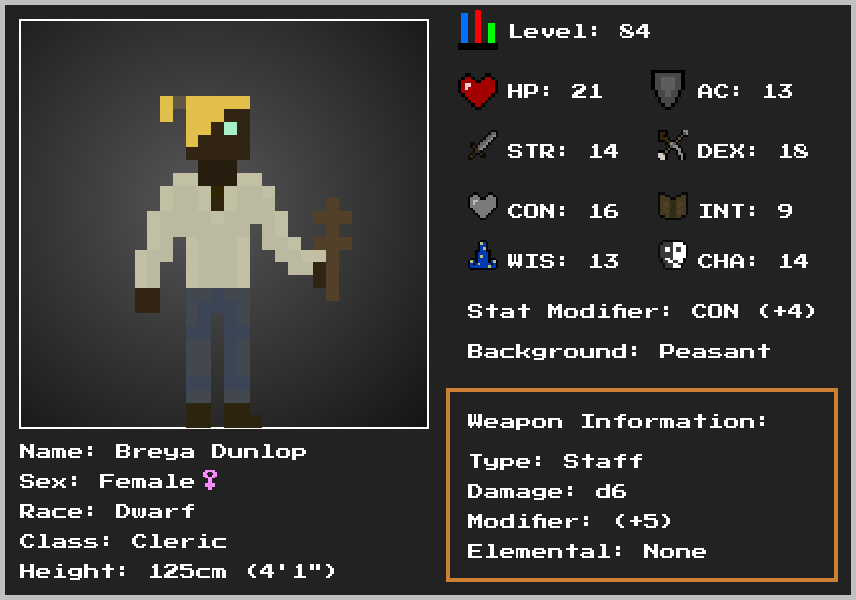 Level: 84
HP: 21
AC: 13
STR: 14
DEX: 18
CON: 16
INT: 9
WIS: 13
CHA: 14
Stat Modifier: CON (+4)
Background: Peasant
Weapon Information:
Type: Staff
Damage: d6
Modifier: (+5)
Elemental: None
Name: Breya Dunlop
Sex: Female♀
Race: Dwarf
Class: Cleric
Height: 125cm (4'1")